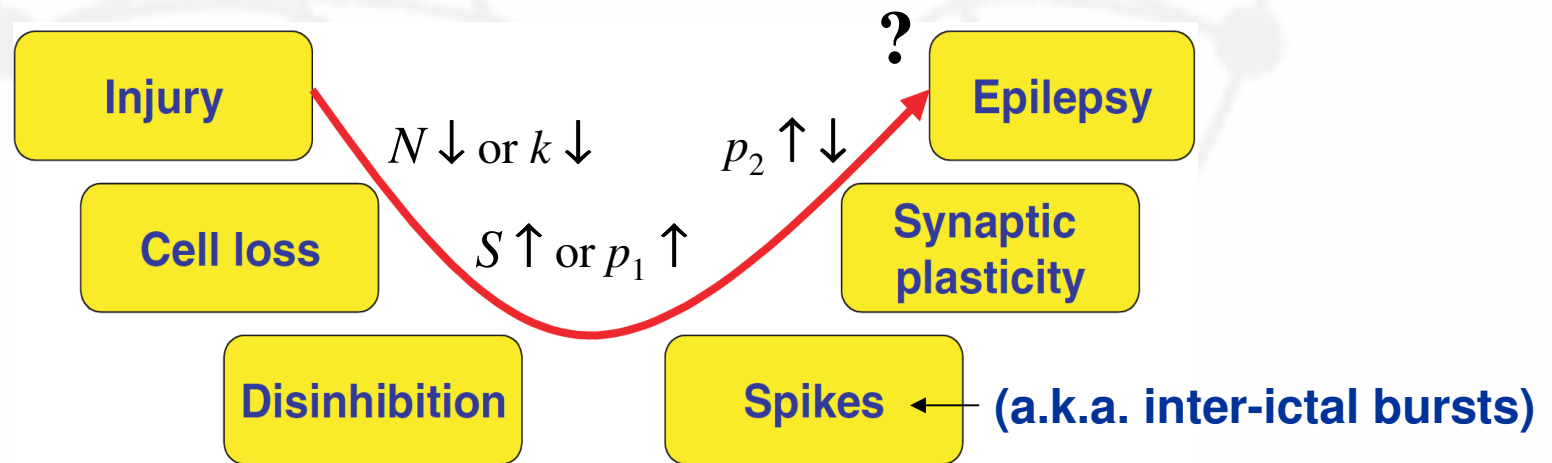 ?
Injury
Epilepsy
N ↓ or k ↓
p₂ ↑ ↓
Cell loss
S ↑ or p₁ ↑
Synaptic
plasticity
Disinhibition
Spikes
(a.k.a. inter-ictal bursts)